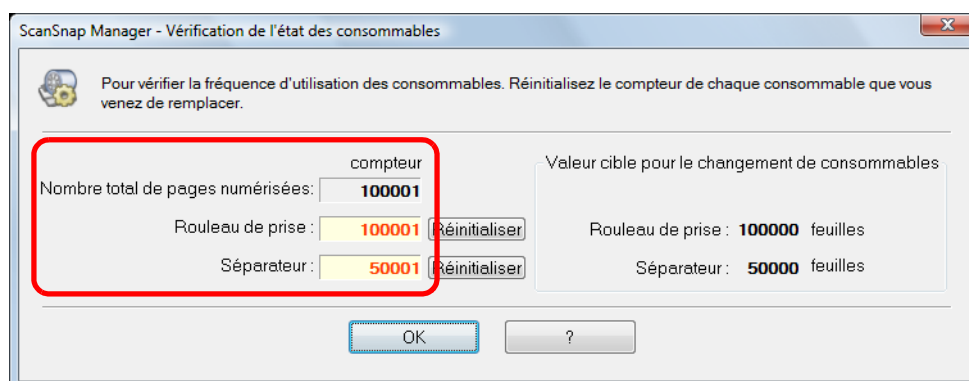 ScanSnap Manager - Vérification de l'état des consommables
Pour vérifier la fréquence d'utilisation des consommables. Réinitialisez le compteur de chaque consommable que vous
venez de remplacer.
compteur
Nombre total de pages numérisées: 100001
Rouleau de prise : 100001 Réinitialiser
Séparateur : 50001 Réinitialiser
Valeur cible pour le changement de consommables
Rouleau de prise : 100000 feuilles
Séparateur : 50000 feuilles
OK
?